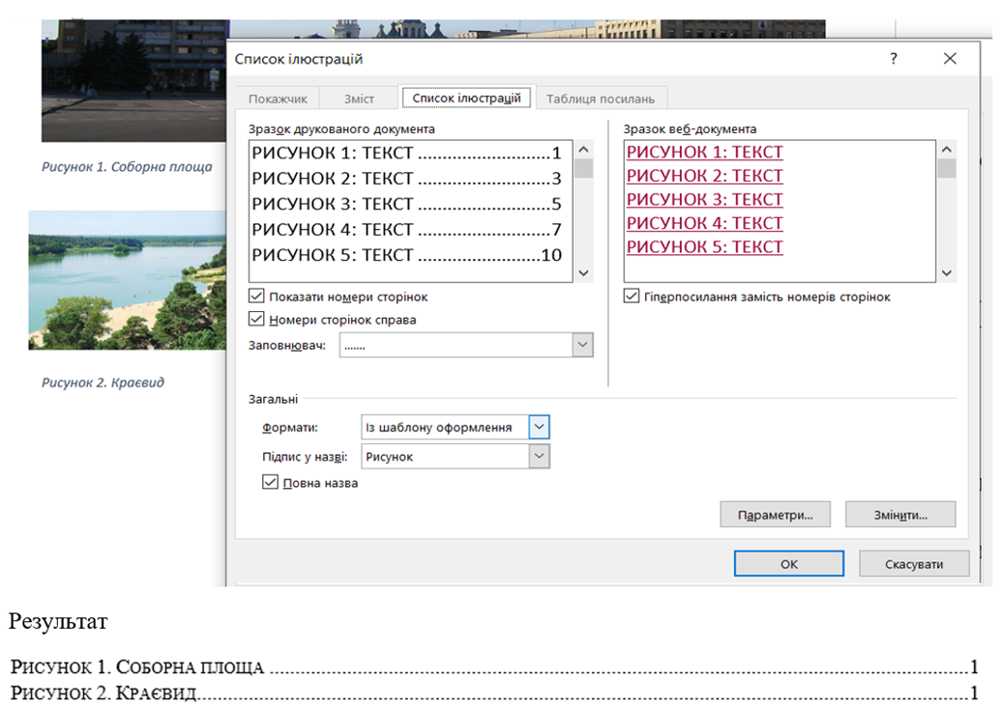 Список ілюстрацій ?
Покажчик Зміст Список ілюстрацій Таблиця посилань
Зразок друкованого документа
РИСУНОК 1: ТЕКСТ ..........................1
РИСУНОК 2: ТЕКСТ ..........................3
РИСУНОК 3: ТЕКСТ ..........................5
РИСУНОК 4: ТЕКСТ ..........................7
РИСУНОК 5: ТЕКСТ ........................10
Показати номери сторінок
Номери сторінок справа
Заповнювач: .......
Зразок веб-документа
РИСУНОК 1: ТЕКСТ
РИСУНОК 2: ТЕКСТ
РИСУНОК 3: ТЕКСТ
РИСУНОК 4: ТЕКСТ
РИСУНОК 5: ТЕКСТ
Гіперпосилання замість номерів сторінок
Загальні
Формати: Із шаблону оформлення
Підпис у назві: Рисунок
Повна назва
Параметри... Змінити...
ОК Скасувати
Рисунок 1. Соборна площа
Рисунок 2. Краєвид
Результат
РИСУНОК 1. СОБОРНА ПЛОЩА ..........................1
РИСУНОК 2. КРАЄВИД..........................1